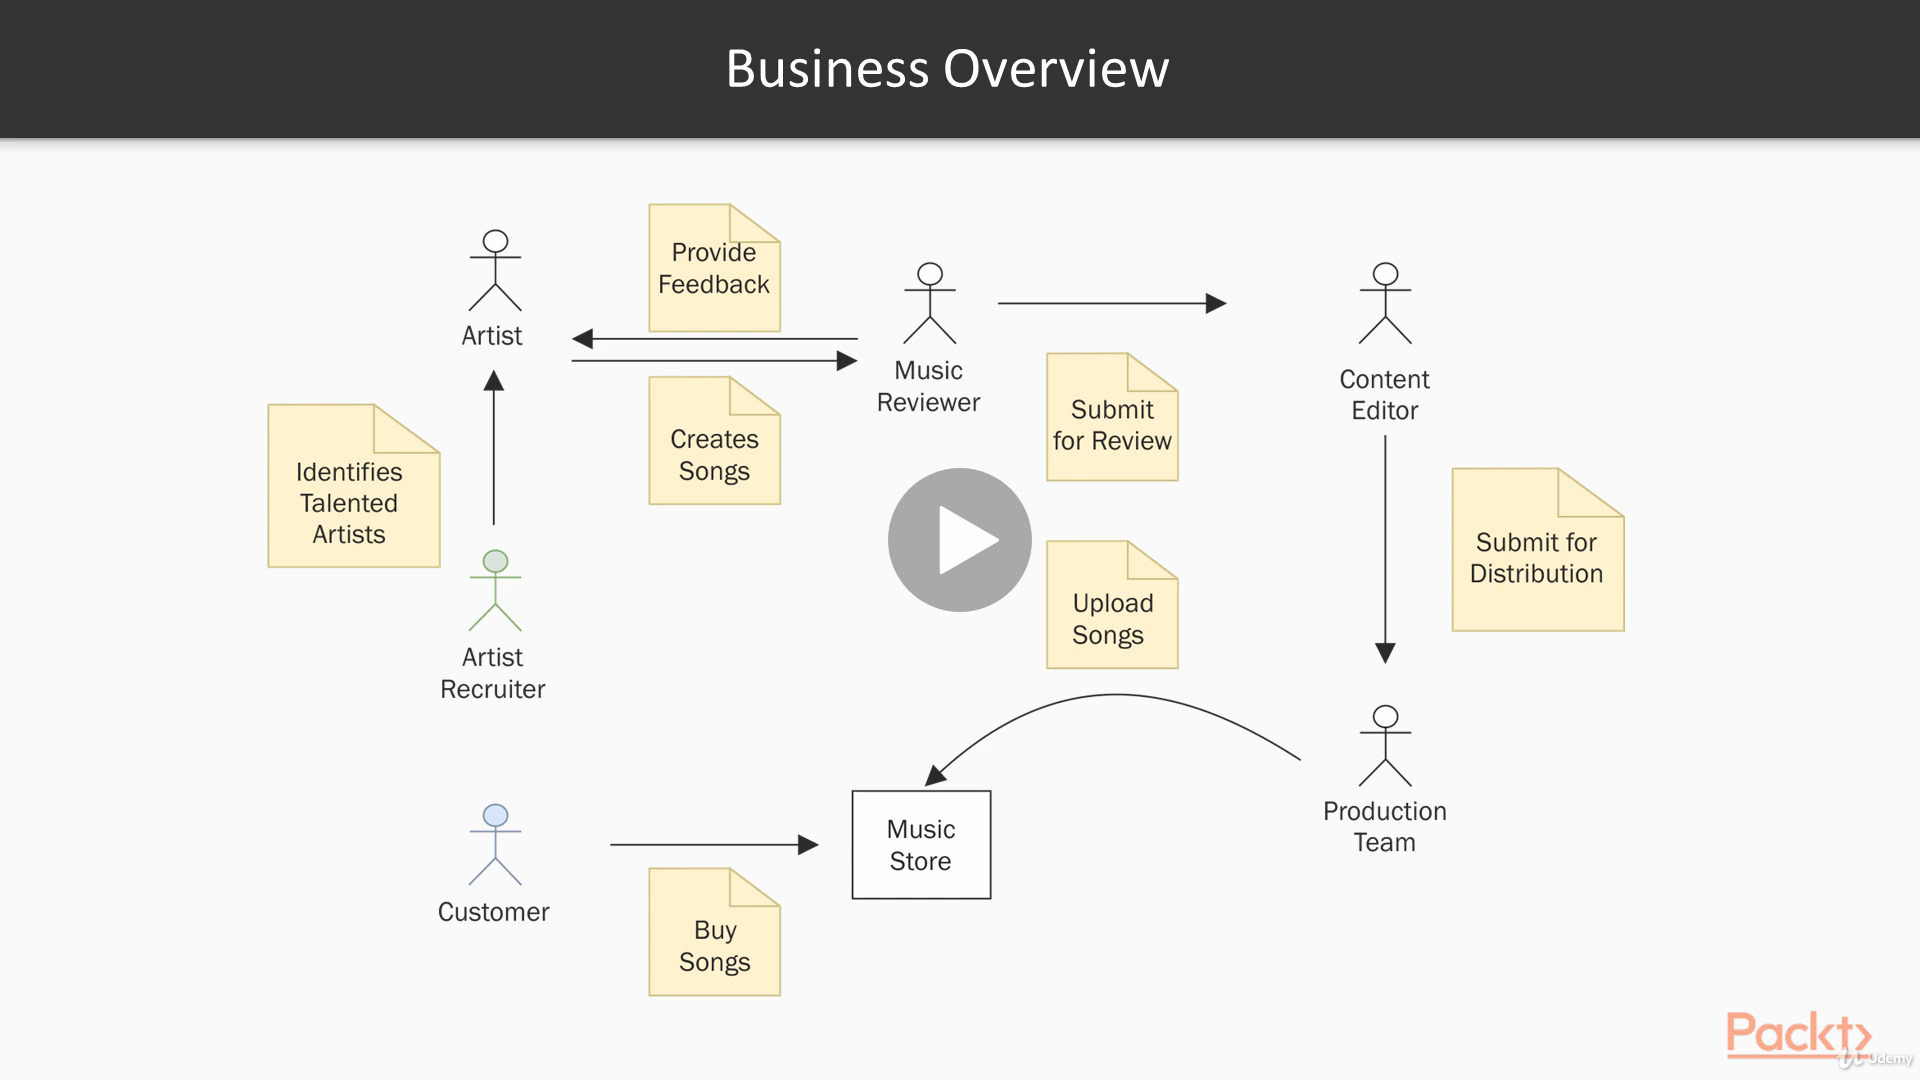 Business Overview
Provide
Feedback
Artist
Music
Reviewer
Content
Editor
Submit
for Review
Creates
Songs
Identifies
Talented
Artists
Submit for
Distribution
Upload
Songs
Artist
Recruiter
Production
Team
Music
Store
Customer
Buy
Songs
Packt
Udemy